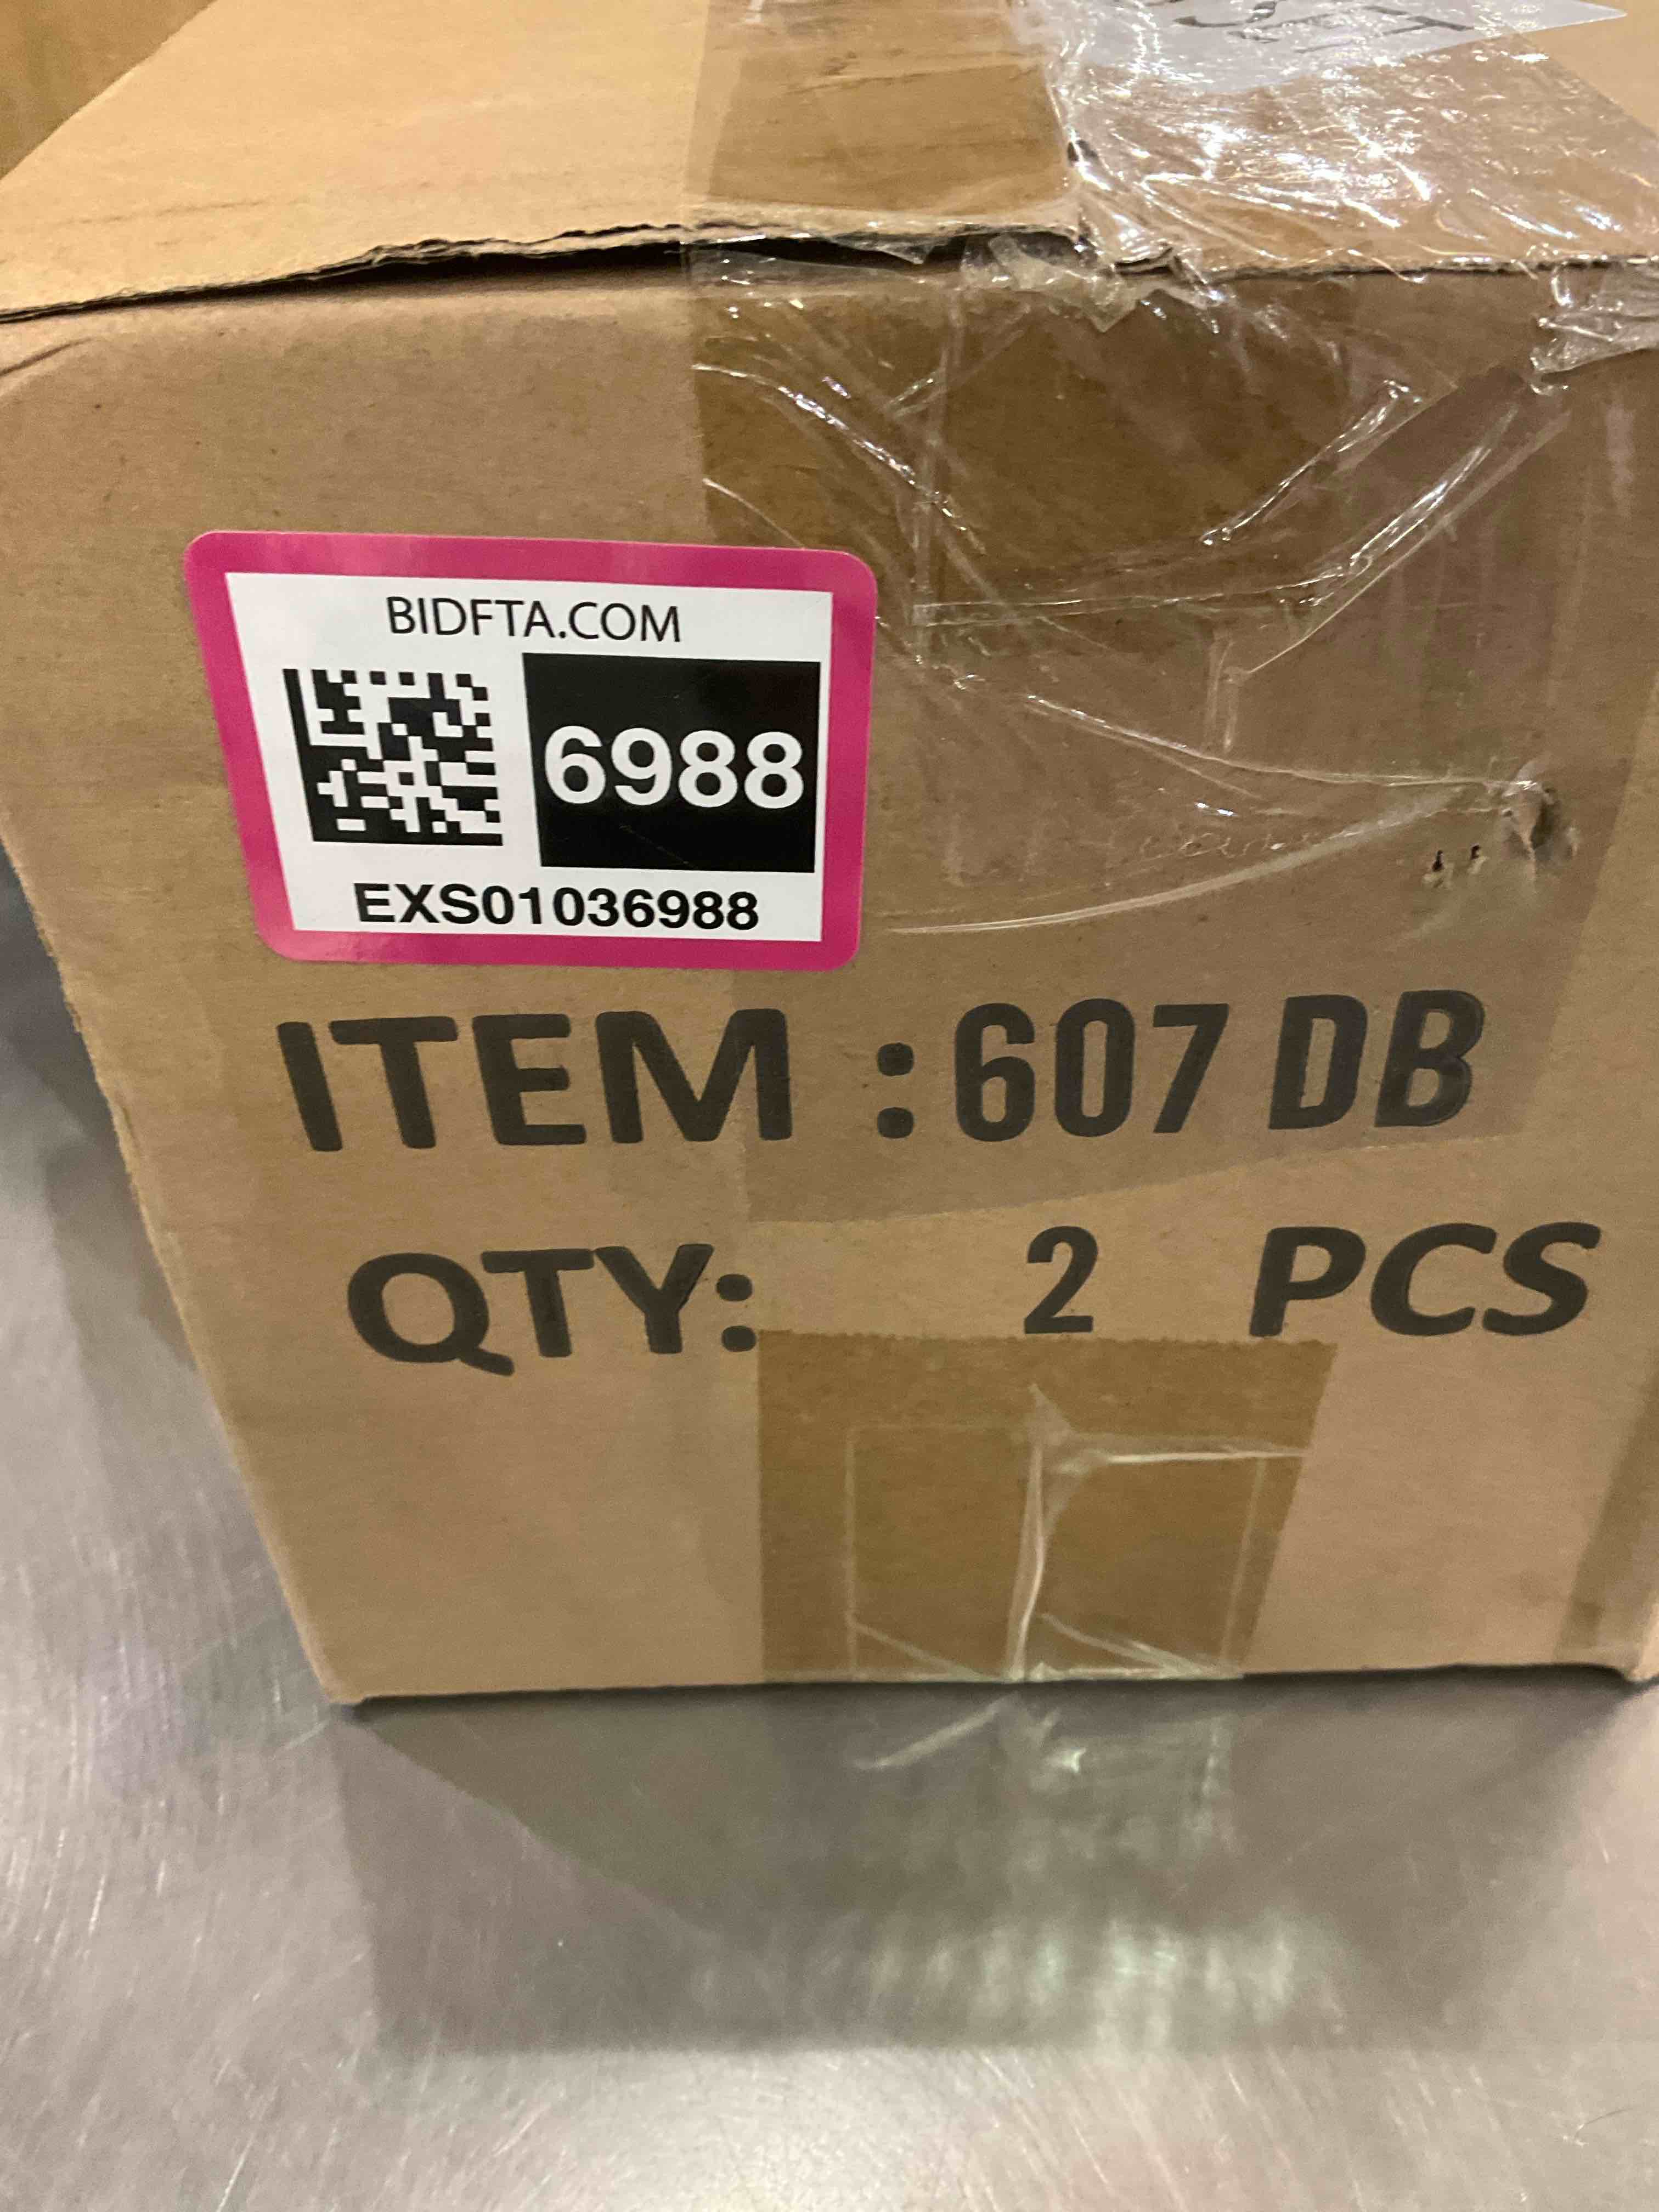 BIDFTA.COM
6988
EXS01036988
ITEM :607 DB
QTY: 2 PCS